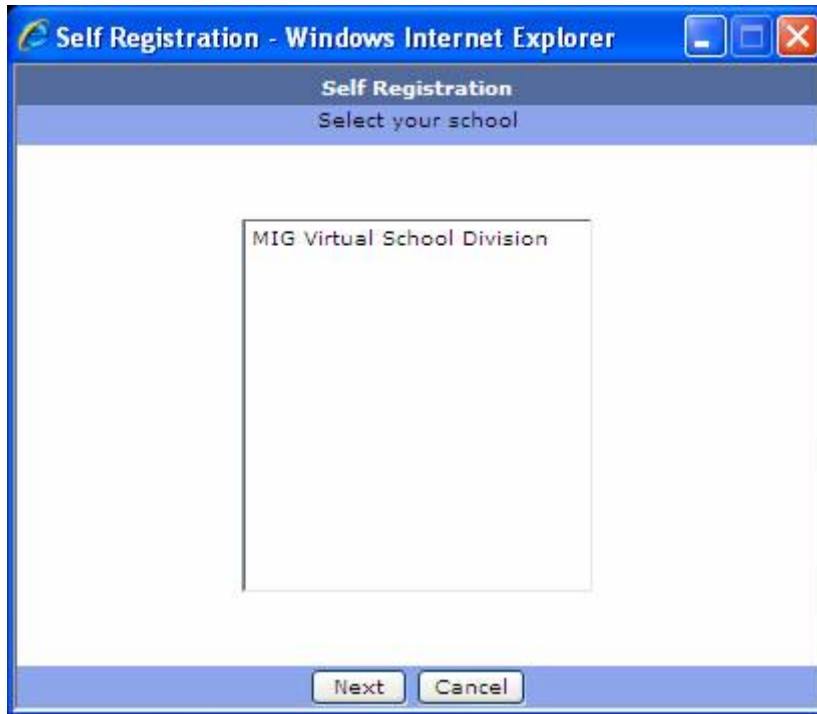 Self Registration - Windows Internet Explorer
Self Registration
Select your school
MIG Virtual School Division
Next Cancel